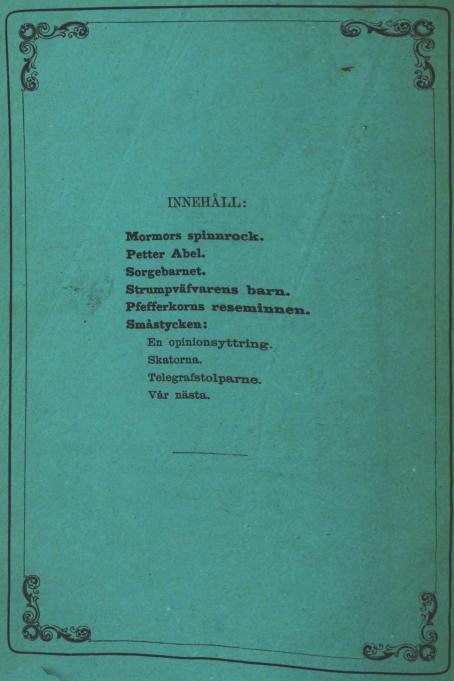 INNEHÅLL:
Mormors spinnrock.
Petter Abel.
Sorgebarnet.
Strumpväfvarens barn.
Pfefferkorns reseminnen.
Småstycken:
En opinionsyttring.
Skatorna.
Telegrafstolparne.
Vår nästa.